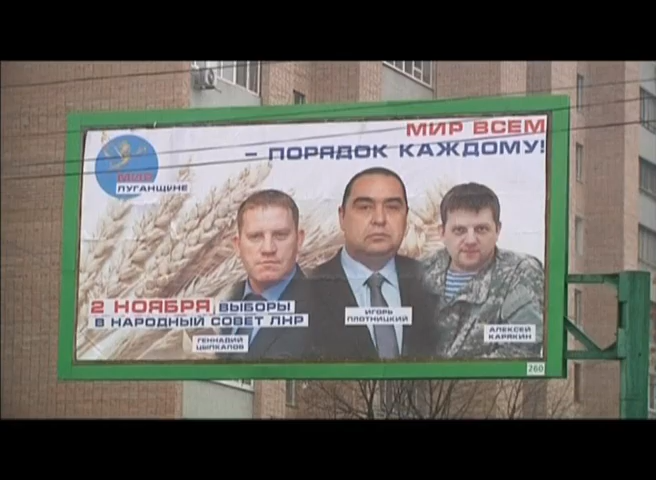 МИР ВСЕМ
- ПОРЯДОК КАЖДОМУ!
МИР
ЛУГАНЩИНЕ
2 НОЯБРЯ ВЫБОРЫ
В НАРОДНЫЙ СОВЕТ ЛНР
ГЕННАДИЙ
ЦЫПКАЛОВ
ИГОРЬ
ПЛОТНИЦКИЙ
АЛЕКСЕЙ
КАРЯКИН
260